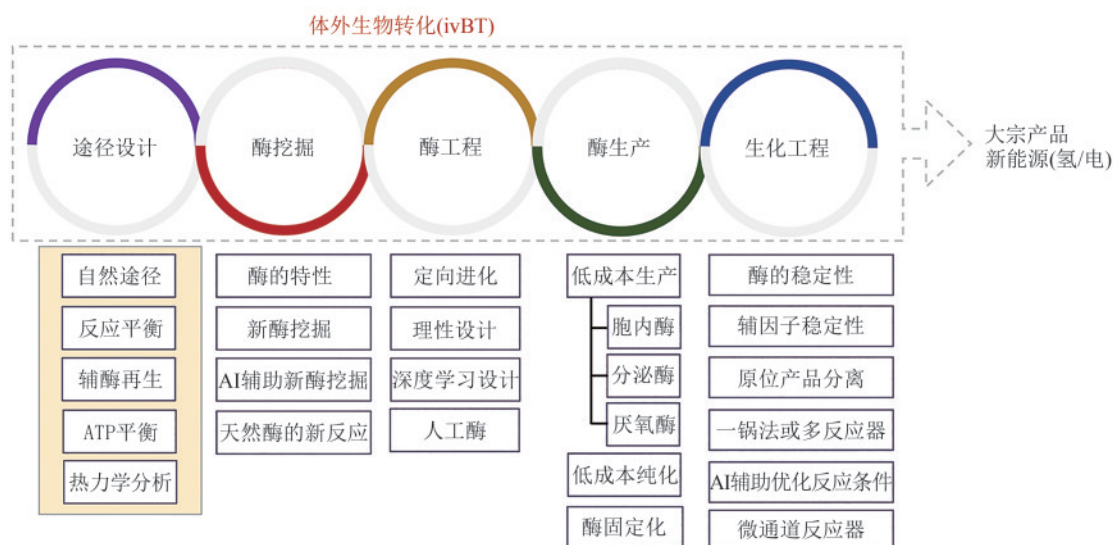 体外生物转化(ivBT)
途径设计
酶挖掘
酶工程
酶生产
生化工程
大宗产品
新能源(氢/电)
自然途径
反应平衡
辅酶再生
ATP平衡
热力学分析
酶的特性
新酶挖掘
AI辅助新酶挖掘
天然酶的新反应
定向进化
理性设计
深度学习设计
人工酶
低成本生产
胞内酶
分泌酶
厌氧酶
低成本纯化
酶固定化
酶的稳定性
辅因子稳定性
原位产品分离
一锅法或多反应器
AI辅助优化反应条件
微通道反应器